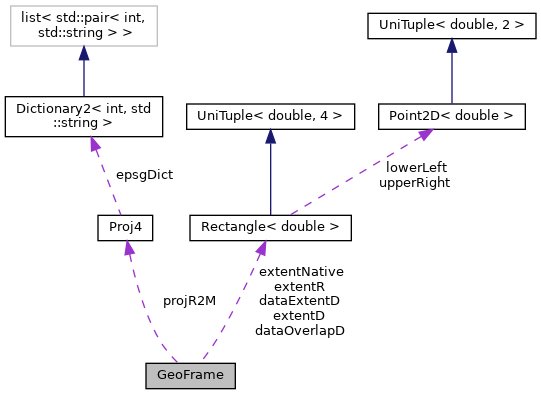 list< std::pair< int,
std::string > >
UniTuple< double, 2 >
Dictionary2< int, std
::string >
UniTuple< double, 4 >
Point2D< double >
epsgDict
lowerLeft
upperRight
Proj4
Rectangle< double >
projR2M
extentNative
extentR
dataExtentD
extentD
dataOverlapD
GeoFrame